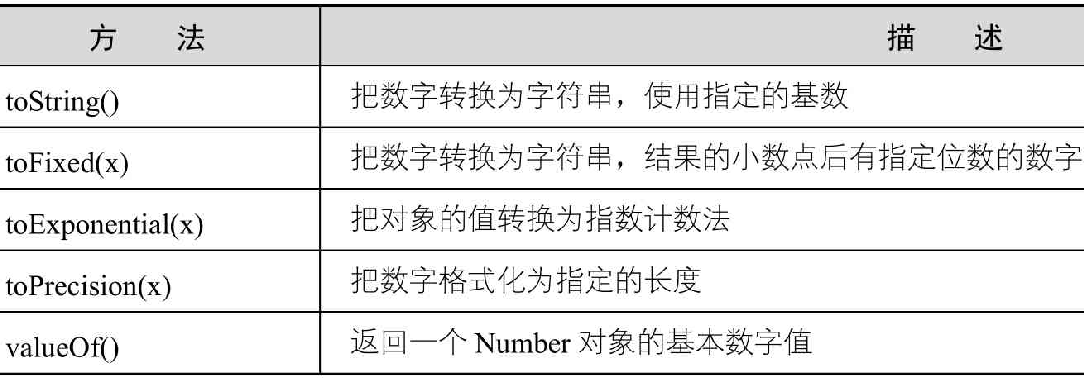 方 法 描 述
toString() 把数字转换为字符串，使用指定的基数
toFixed(x) 把数字转换为字符串，结果的小数点后有指定位数的数字
toExponential(x) 把对象的值转换为指数计数法
toPrecision(x) 把数字格式化为指定的长度
valueOf() 返回一个 Number 对象的基本数字值